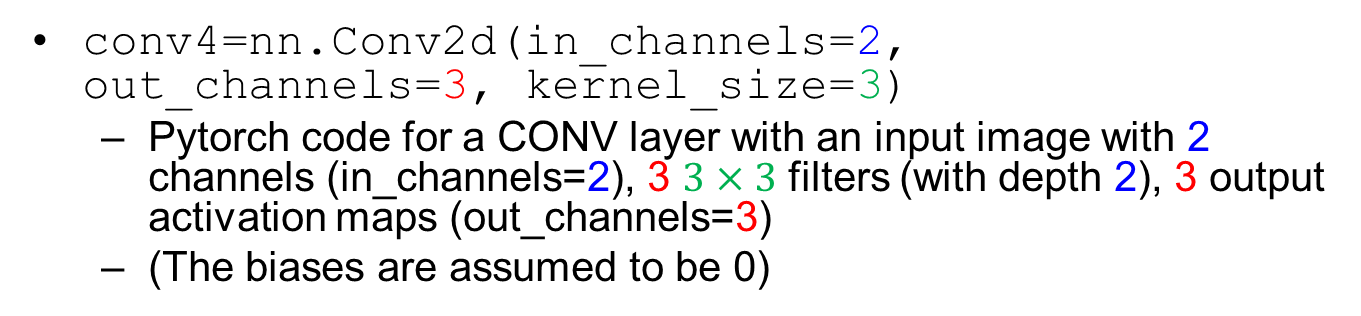 • conv4=nn.Conv2d(in_channels=2,
out_channels=3, kernel_size=3)
– Pytorch code for a CONV layer with an input image with 2
channels (in_channels=2), 3 3 × 3 filters (with depth 2), 3 output
activation maps (out_channels=3)
– (The biases are assumed to be 0)